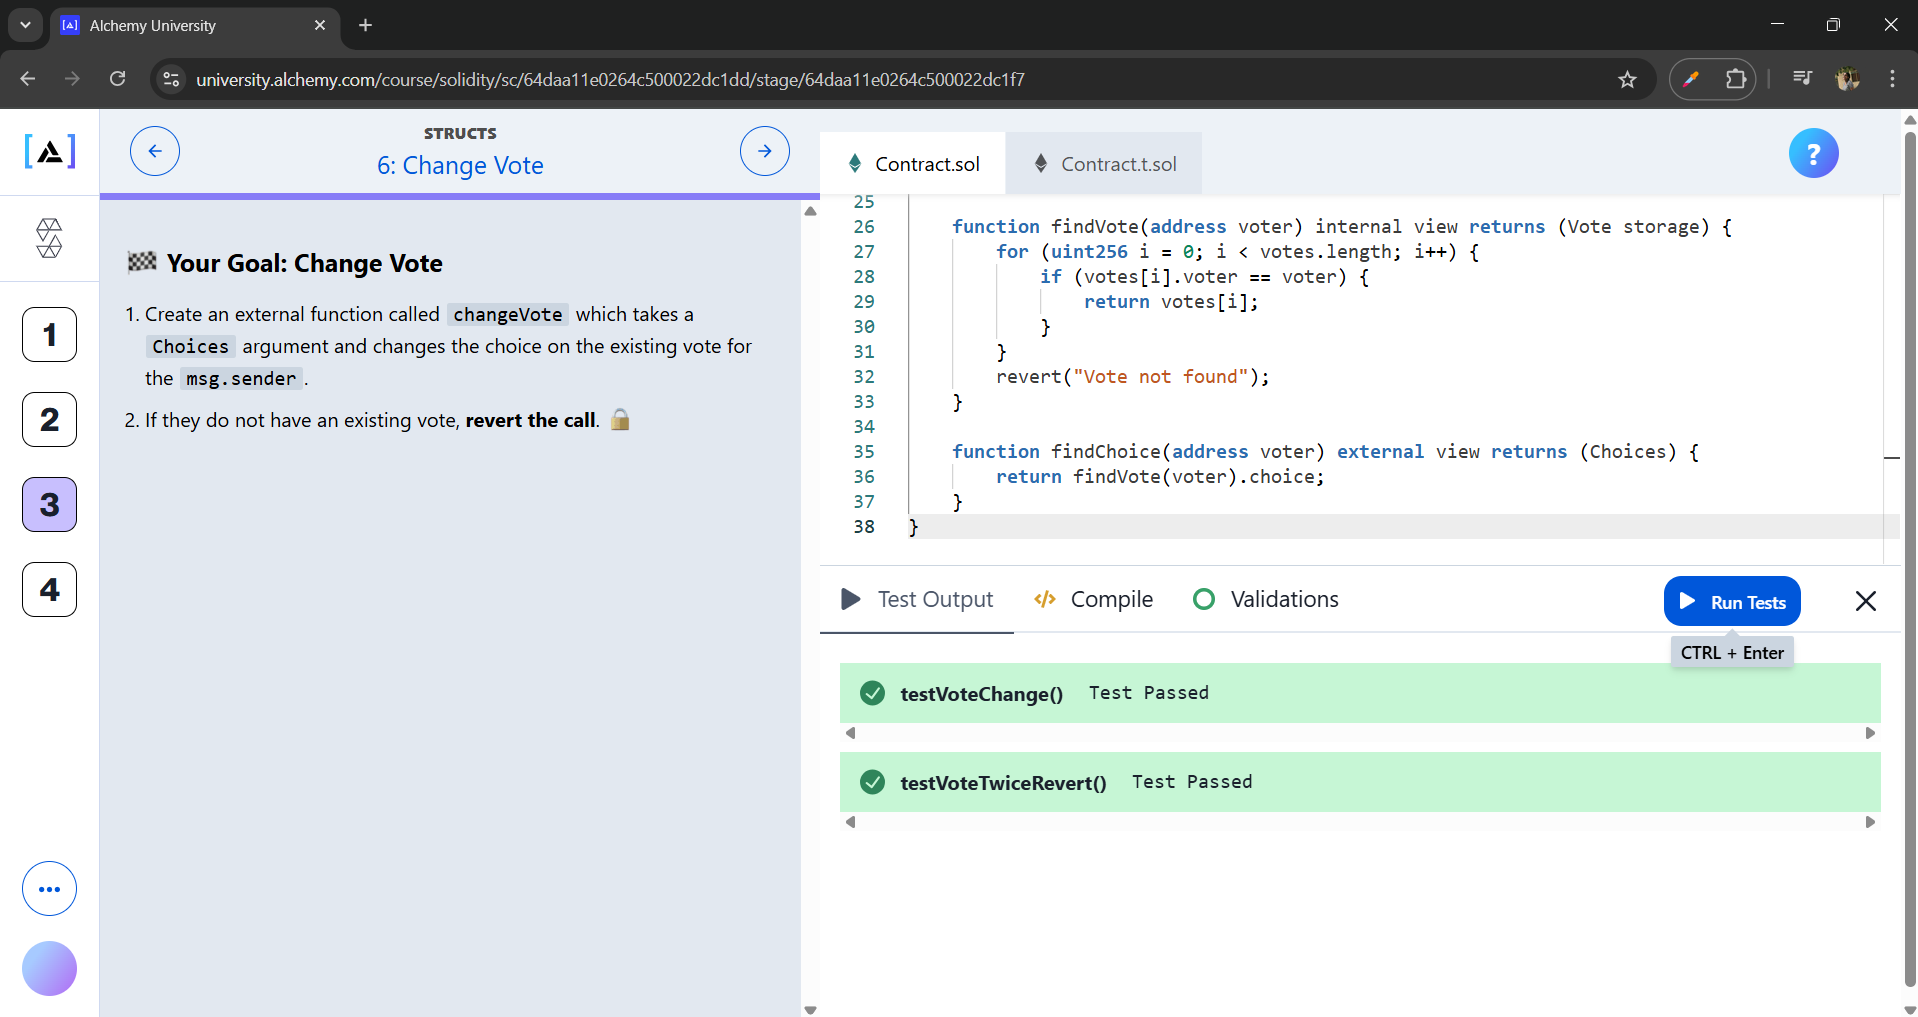 Alchemy University
university.alchemy.com/course/solidity/sc/64daa11e0264c500022dc1dd/stage/64daa11e0264c500022dc1f7
STRUCTS
6: Change Vote
1
2
3
4
🏁 Your Goal: Change Vote
1. Create an external function called changeVote which takes a
Choices argument and changes the choice on the existing vote for
the msg.sender.
2. If they do not have an existing vote, revert the call. 🔒
Contract.sol
Contract.t.sol
?
25
26 function findVote(address voter) internal view returns (Vote storage) {
27 for (uint256 i = 0; i < votes.length; i++) {
28 if (votes[i].voter == voter) {
29 return votes[i];
30 }
31 }
32 revert("Vote not found");
33 }
34
35 function findChoice(address voter) external view returns (Choices) {
36 return findVote(voter).choice;
37 }
38 }
Test Output
</> Compile
Validations
Run Tests
CTRL + Enter
testVoteChange() Test Passed
testVoteTwiceRevert() Test Passed